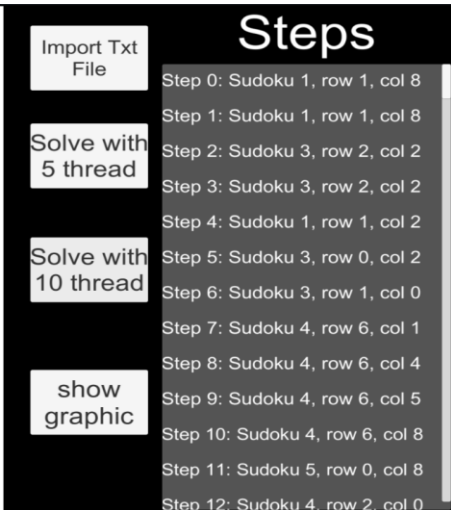 Steps
Import Txt
File
Solve with
5 thread
Solve with
10 thread
show
graphic
Step 0: Sudoku 1, row 1, col 8
Step 1: Sudoku 1, row 1, col 8
Step 2: Sudoku 3, row 2, col 2
Step 3: Sudoku 3, row 2, col 2
Step 4: Sudoku 1, row 1, col 2
Step 5: Sudoku 3, row 0, col 2
Step 6: Sudoku 3, row 1, col 0
Step 7: Sudoku 4, row 6, col 1
Step 8: Sudoku 4, row 6, col 4
Step 9: Sudoku 4, row 6, col 5
Step 10: Sudoku 4, row 6, col 8
Step 11: Sudoku 5, row 0, col 8
Step 12: Sudoku 4, row 2, col 0